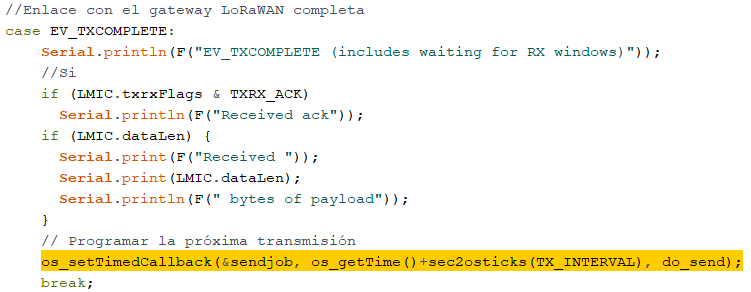 //Enlace con el gateway LoRaWAN completa
case EV_TXCOMPLETE:
    Serial.println(F("EV_TXCOMPLETE (includes waiting for RX windows)"));
    //Si
    if (LMIC.txrxFlags & TXRX_ACK)
      Serial.println(F("Received ack"));
    if (LMIC.dataLen) {
      Serial.print(F("Received "));
      Serial.print(LMIC.dataLen);
      Serial.println(F(" bytes of payload"));
    }
    // Programar la próxima transmisión
    os_setTimedCallback(&sendjob, os_getTime()+sec2osticks(TX_INTERVAL), do_send);
    break;